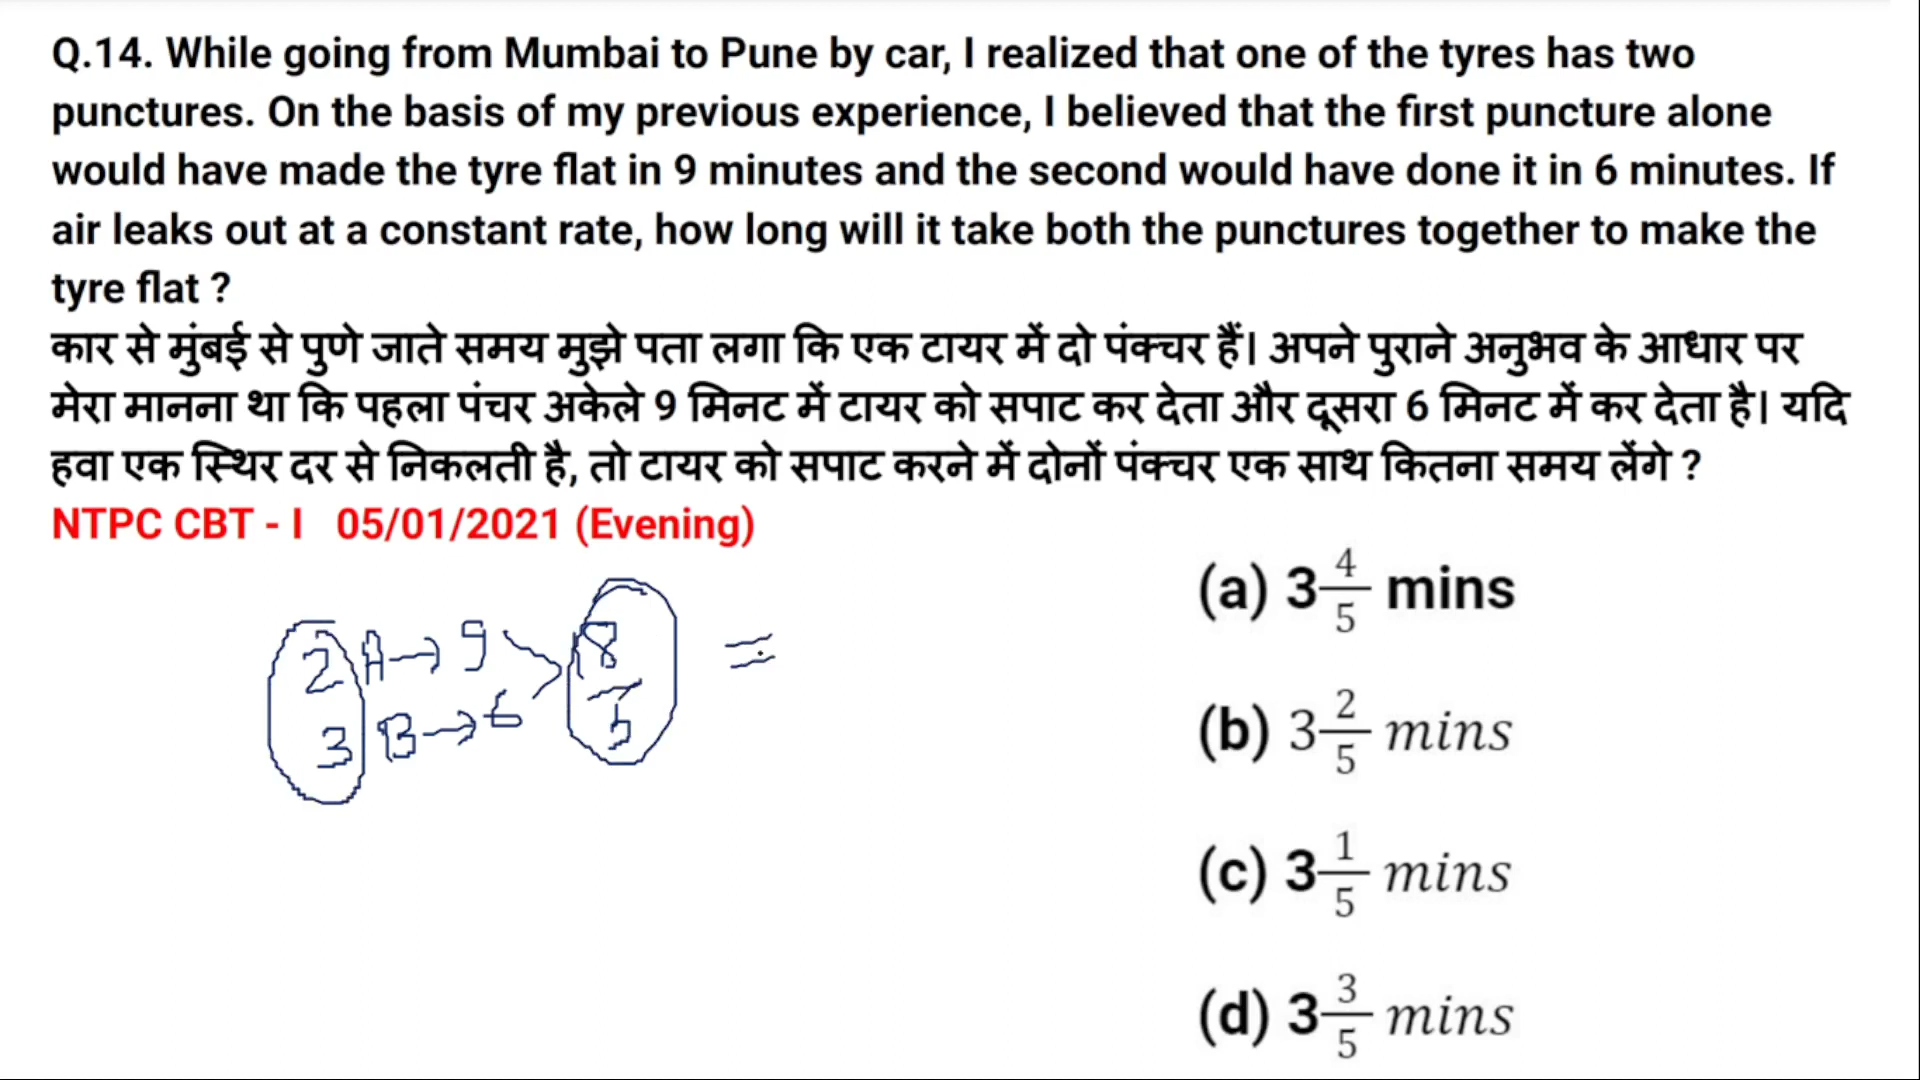 Q.14. While going from Mumbai to Pune by car, I realized that one of the tyres has two
punctures. On the basis of my previous experience, I believed that the first puncture alone
would have made the tyre flat in 9 minutes and the second would have done it in 6 minutes. If
air leaks out at a constant rate, how long will it take both the punctures together to make the
tyre flat ?
कार से मुंबई से पुणे जाते समय मुझे पता लगा कि एक टायर में दो पंक्चर हैं। अपने पुराने अनुभव के आधार पर
मेरा मानना था कि पहला पंचर अकेले 9 मिनट में टायर को सपाट कर देता और दूसरा 6 मिनट में कर देता है। यदि
हवा एक स्थिर दर से निकलती है, तो टायर को सपाट करने में दोनों पंक्चर एक साथ कितना समय लेंगे ?
NTPC CBT - I 05/01/2021 (Evening)
2 A → 9 18 =
3 B → 6 5
(a) 3 4/5 mins
(b) 3 2/5 mins
(c) 3 1/5 mins
(d) 3 3/5 mins